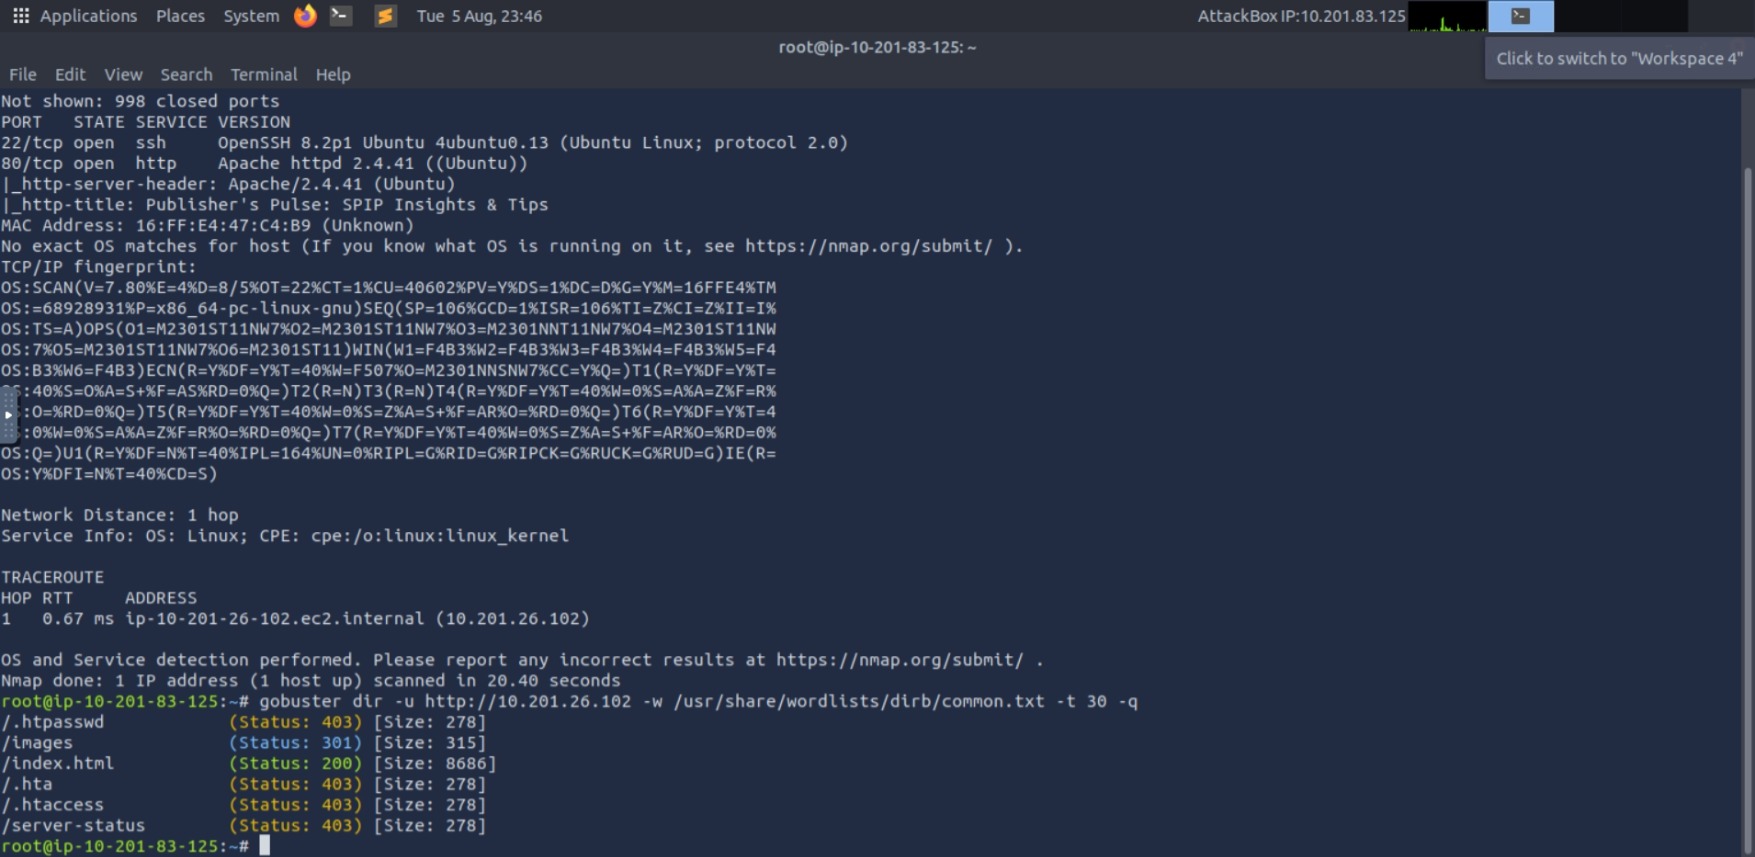 Applications Places System Tue 5 Aug, 23:46 AttackBox IP:10.201.83.125
root@ip-10-201-83-125: ~
Click to switch to "Workspace 4"
File Edit View Search Terminal Help
Not shown: 998 closed ports
PORT   STATE SERVICE VERSION
22/tcp open  ssh     OpenSSH 8.2p1 Ubuntu 4ubuntu0.13 (Ubuntu Linux; protocol 2.0)
80/tcp open  http    Apache httpd 2.4.41 ((Ubuntu))
|_http-server-header: Apache/2.4.41 (Ubuntu)
|_http-title: Publisher's Pulse: SPIP Insights & Tips
MAC Address: 16:FF:E4:47:C4:B9 (Unknown)
No exact OS matches for host (If you know what OS is running on it, see https://nmap.org/submit/ ).
TCP/IP fingerprint:
OS:SCAN(V=7.80%E=4%D=8/5%OT=22%CT=1%CU=40602%PV=Y%DS=1%DC=D%G=Y%M=16FFE4%TM
OS:=68928931%P=x86_64-pc-linux-gnu)SEQ(SP=106%GCD=1%ISR=106%TI=Z%CI=Z%II=I%
OS:TS=A)OPS(O1=M2301ST11NW7%O2=M2301ST11NW7%O3=M2301NNT11NW7%O4=M2301ST11NW
OS:7%O5=M2301ST11NW7%O6=M2301ST11)WIN(W1=F4B3%W2=F4B3%W3=F4B3%W4=F4B3%W5=F4
OS:B3%W6=F4B3)ECN(R=Y%DF=Y%T=40%W=F507%O=M2301NNSNW7%CC=Y%Q=)T1(R=Y%DF=Y%T=
S:40%S=O%A=S+%F=AS%RD=0%Q=)T2(R=N)T3(R=N)T4(R=Y%DF=Y%T=40%W=0%S=A%A=Z%F=R%
:O=%RD=0%Q=)T5(R=Y%DF=Y%T=40%W=0%S=Z%A=S+%F=AR%O=%RD=0%Q=)T6(R=Y%DF=Y%T=4
:0%W=0%S=A%A=Z%F=R%O=%RD=0%Q=)T7(R=Y%DF=Y%T=40%W=0%S=Z%A=S+%F=AR%O=%RD=0%
OS:Q=)U1(R=Y%DF=N%T=40%IPL=164%UN=0%RIPL=G%RID=G%RIPCK=G%RUCK=G%RUD=G)IE(R=
OS:Y%DFI=N%T=40%CD=S)
Network Distance: 1 hop
Service Info: OS: Linux; CPE: cpe:/o:linux:linux_kernel
TRACEROUTE
HOP RTT     ADDRESS
1   0.67 ms ip-10-201-26-102.ec2.internal (10.201.26.102)
OS and Service detection performed. Please report any incorrect results at https://nmap.org/submit/ .
Nmap done: 1 IP address (1 host up) scanned in 20.40 seconds
root@ip-10-201-83-125:~# gobuster dir -u http://10.201.26.102 -w /usr/share/wordlists/dirb/common.txt -t 30 -q
/.htpasswd            (Status: 403) [Size: 278]
/images               (Status: 301) [Size: 315]
/index.html           (Status: 200) [Size: 8686]
/.hta                 (Status: 403) [Size: 278]
/.htaccess            (Status: 403) [Size: 278]
/server-status        (Status: 403) [Size: 278]
root@ip-10-201-83-125:~#